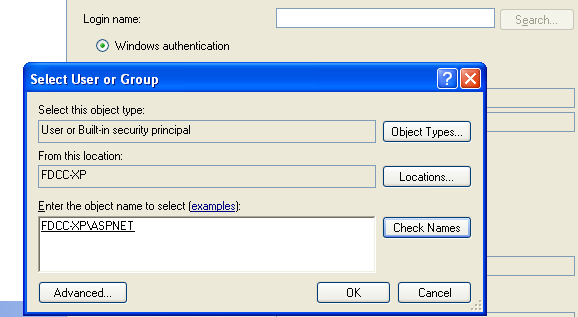 Login name:
Search...
Windows authentication
Select User or Group
Select this object type:
User or Built-in security principal
Object Types...
From this location:
FDCC-XP
Locations...
Enter the object name to select (examples):
FDCC-XP\ASPNET
Check Names
Advanced...
OK
Cancel